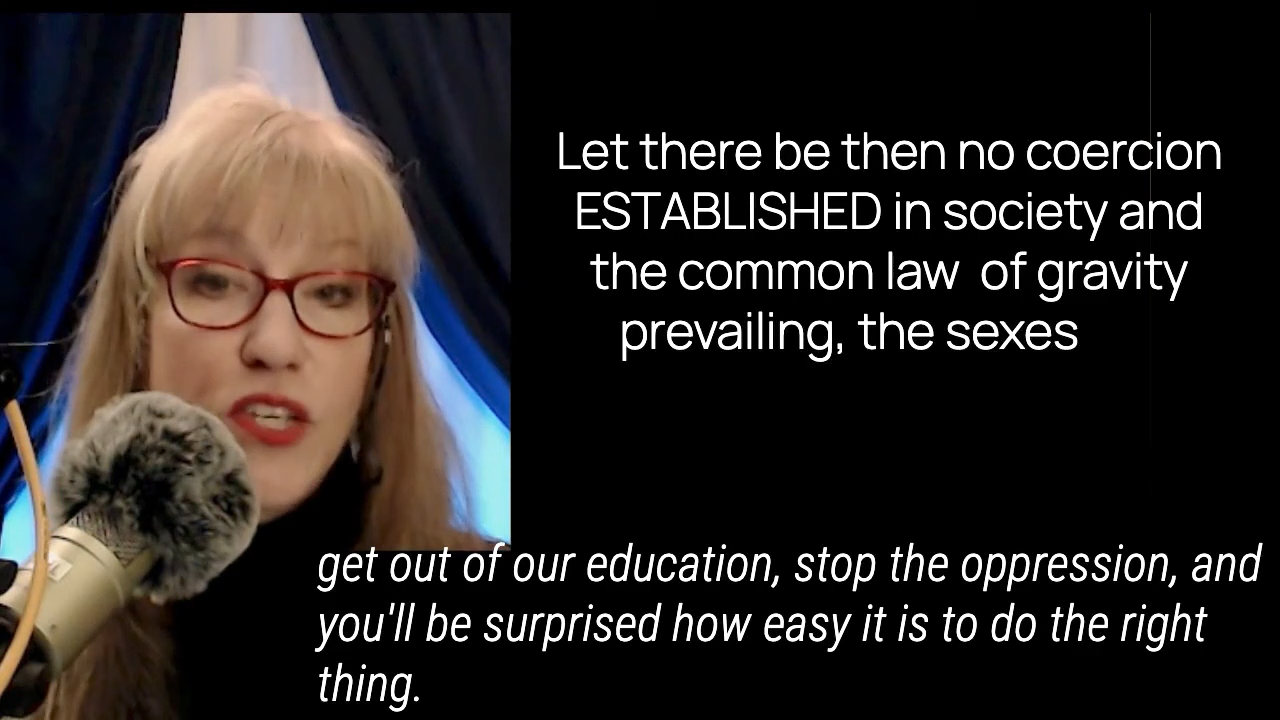 Let there be then no coercion
ESTABLISHED in society and
the common law  of gravity
prevailing, the sexes
get out of our education, stop the oppression, and
you'll be surprised how easy it is to do the right
thing.